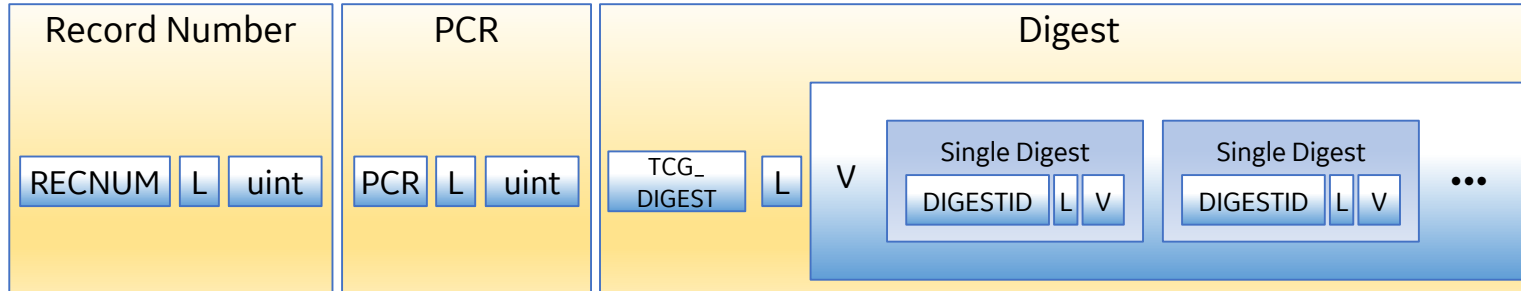 Record Number
PCR
Digest
RECNUM L uint
PCR L uint
TCG_
DIGEST
L
V
Single Digest
DIGESTID L V
Single Digest
DIGESTID L V
•••